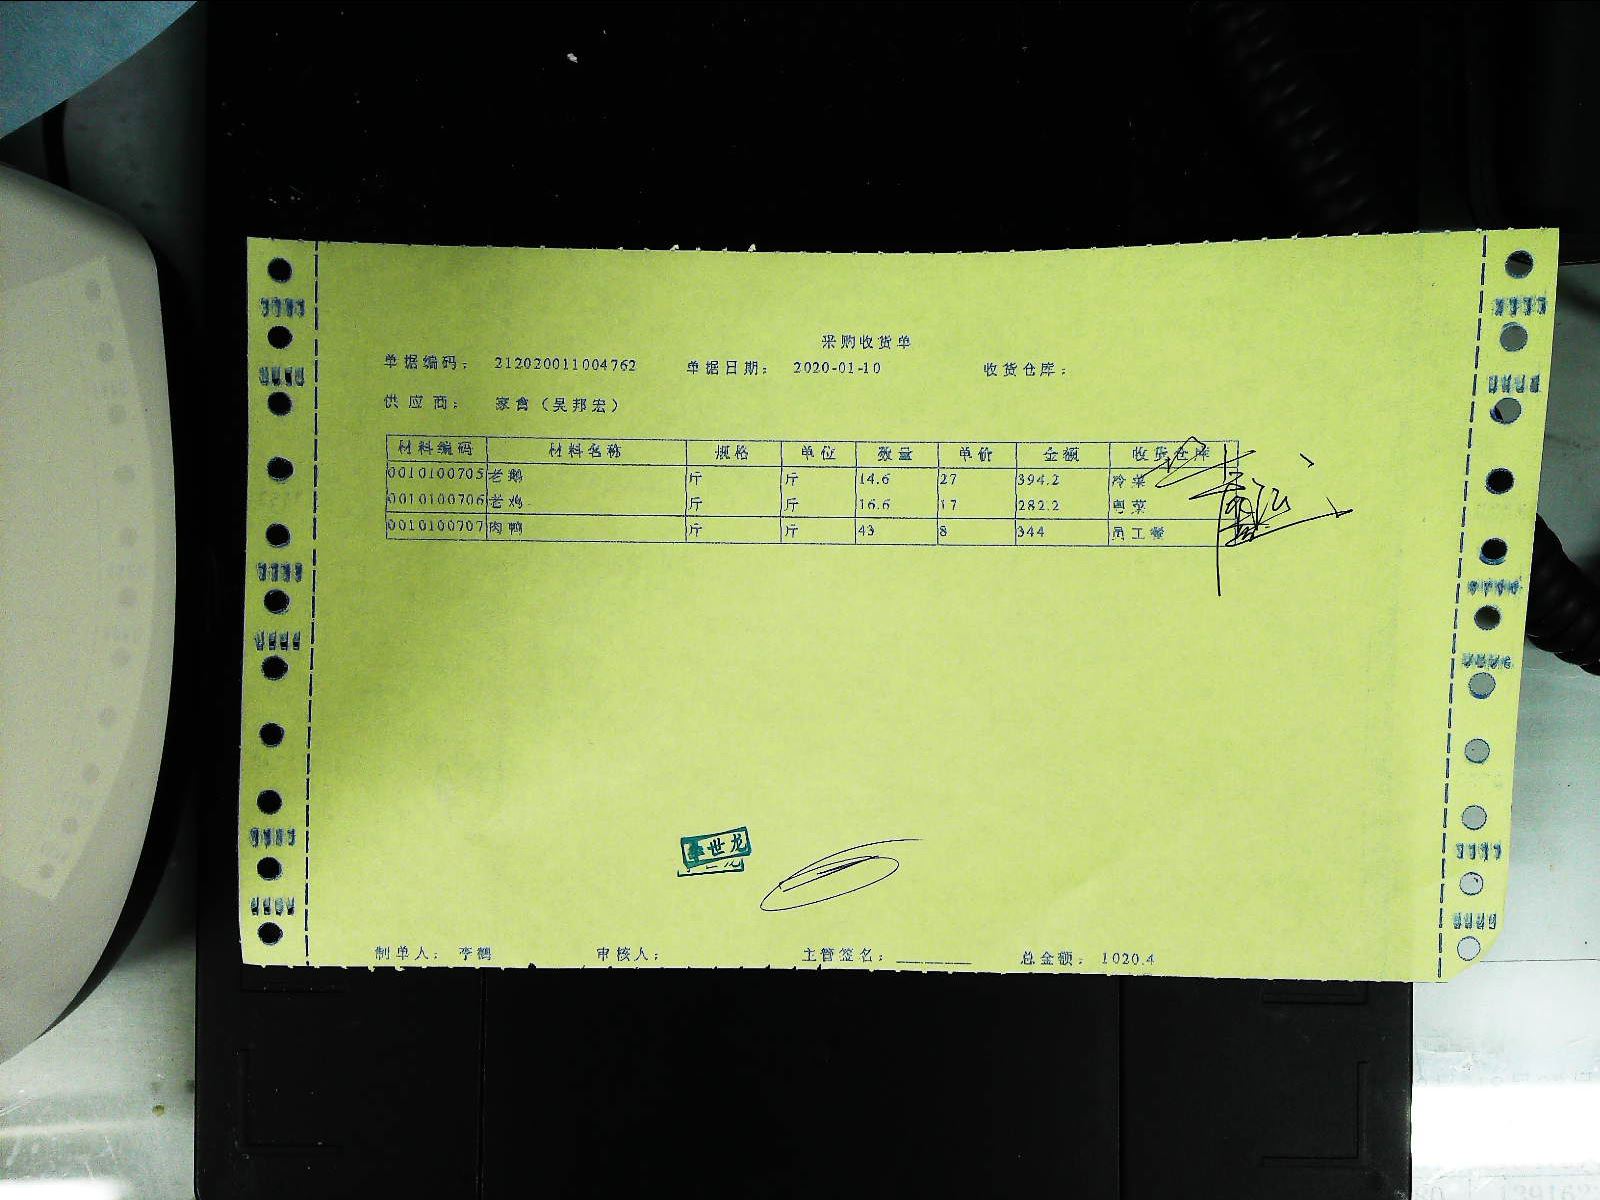 采购收货单
单据编码： 212020011004762 单据日期： 2020-01-10 收货仓库：
供应商： 家禽（吴邦宏）
材料编码 材料名称 规格 单位 数量 单价 金额 收货仓库
0010100705 老鹅 斤 斤 14.6 27 394.2 冷菜
0010100706 老鸡 斤 斤 16.6 17 282.2 粤菜
0010100707 肉鸭 斤 斤 43 8 344 员工餐
世龙
制单人： 李鹤 审核人： 主管签名：______ 总金额： 1020.4